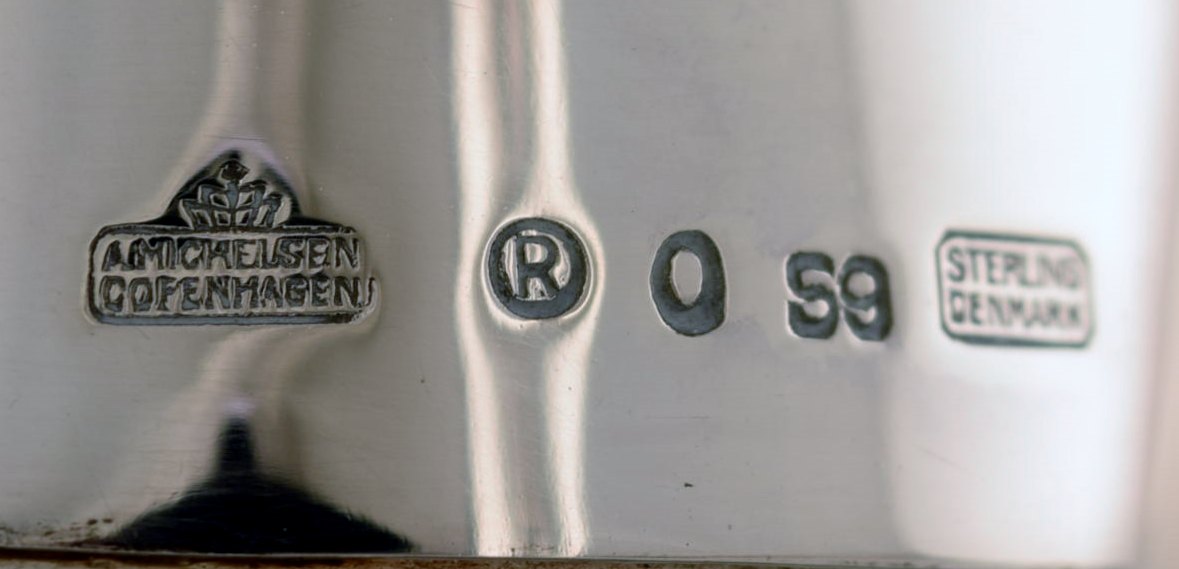 A.MICHELSEN
COPENHAGEN
® 0 59
STERLING
DENMARK